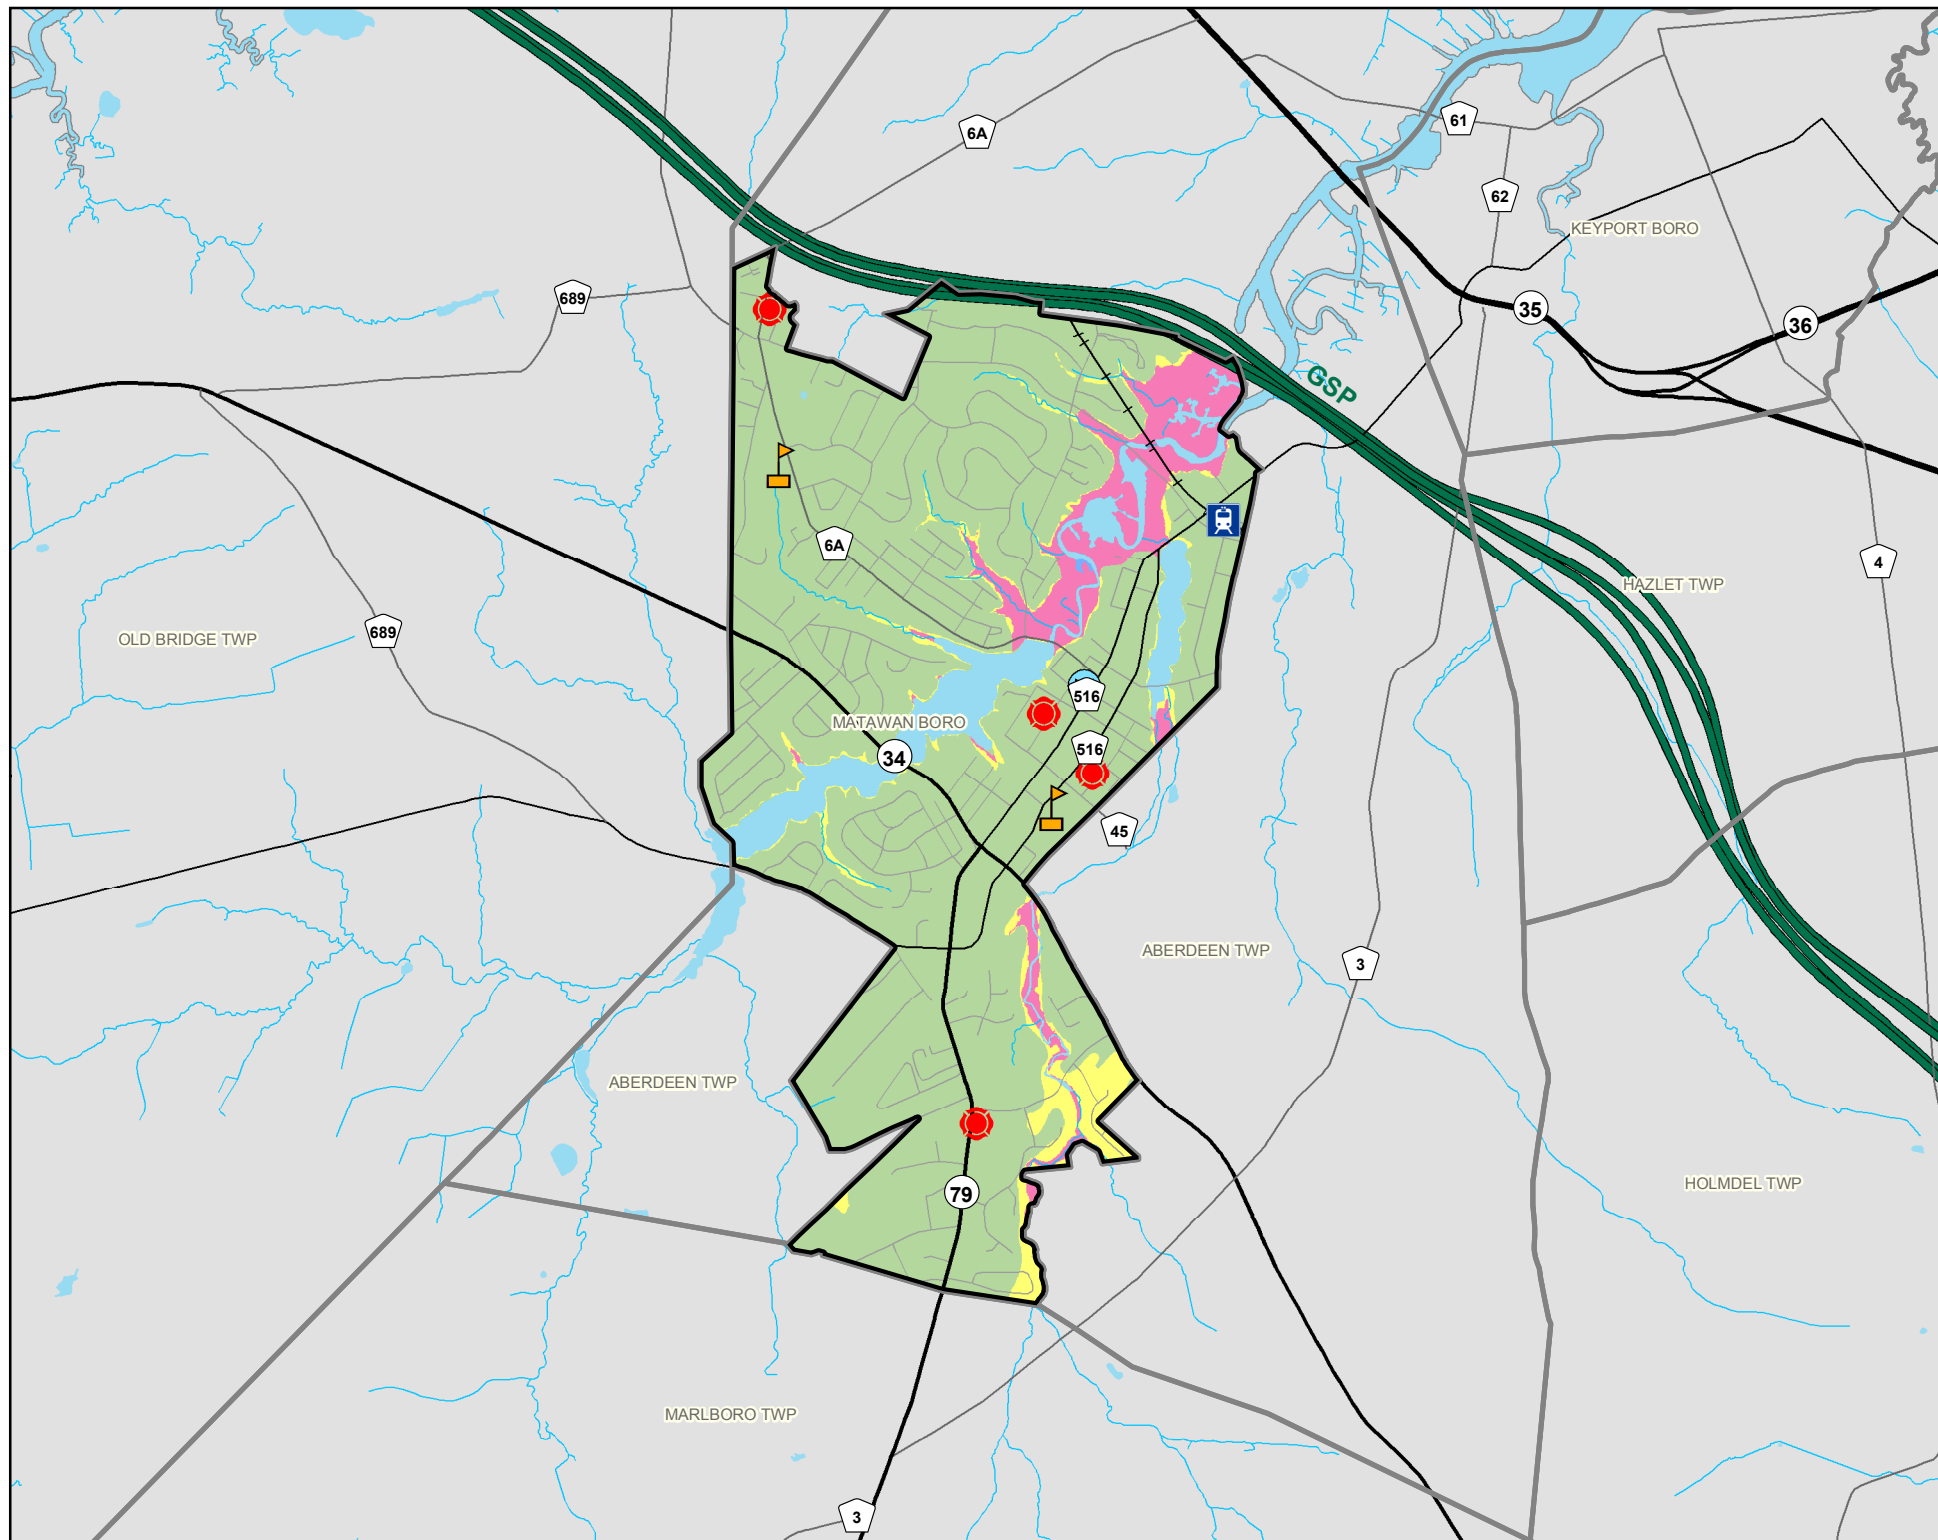 6A
61
62
KEYPORT BORO
689
35
36
GSP
6A
4
HAZLET TWP
OLD BRIDGE TWP
689
516
MATAWAN BORO
516
34
45
ABERDEEN TWP
3
ABERDEEN TWP
HOLMDEL TWP
79
MARLBORO TWP
3